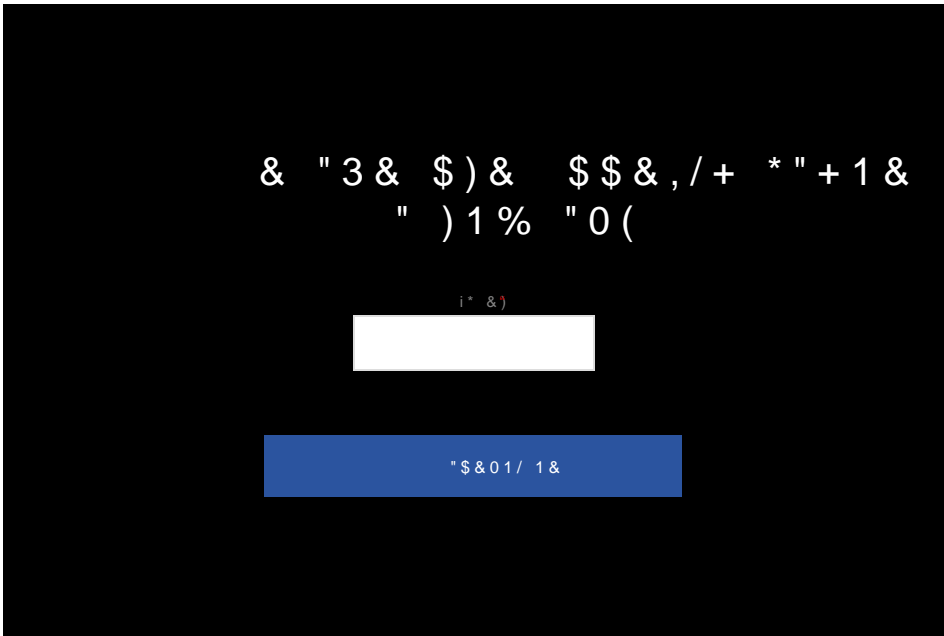 & "3& $)& $$&,/+ *"+1&
" )1% "0(
i* &")
"$&01/ 1&